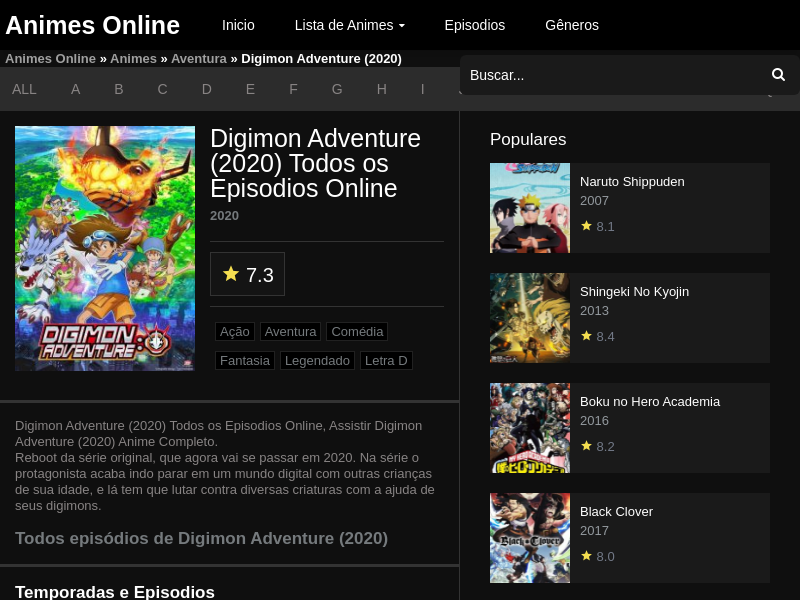 Animes Online
Inicio
Lista de Animes
Episodios
Gêneros
Animes Online » Animes » Aventura » Digimon Adventure (2020)
Buscar...
ALL A B C D E F G H I
Digimon Adventure
(2020) Todos os
Episodios Online
2020
7.3
Ação Aventura Comédia
Fantasia Legendado Letra D
DIGIMON
ADVENTURE:
Digimon Adventure (2020) Todos os Episodios Online, Assistir Digimon
Adventure (2020) Anime Completo.
Reboot da série original, que agora vai se passar em 2020. Na série o
protagonista acaba indo parar em um mundo digital com outras crianças
de sua idade, e lá tem que lutar contra diversas criaturas com a ajuda de
seus digimons.
Todos episódios de Digimon Adventure (2020)
Temporadas e Episodios
Populares
Naruto Shippuden
2007
8.1
Shingeki No Kyojin
2013
8.4
Boku no Hero Academia
2016
8.2
Black Clover
2017
8.0
Black Clover